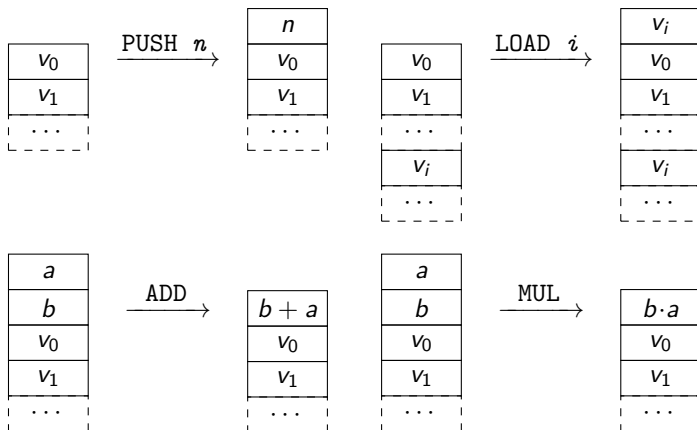 PUSH n
v₀
v₁
⋯
n
v₀
v₁
⋯
LOAD i
v₀
v₁
⋯
vᵢ
⋯
vᵢ
v₀
v₁
⋯
vᵢ
⋯
ADD
a
b
v₀
v₁
⋯
b + a
v₀
v₁
⋯
MUL
a
b
v₀
v₁
⋯
b·a
v₀
v₁
⋯